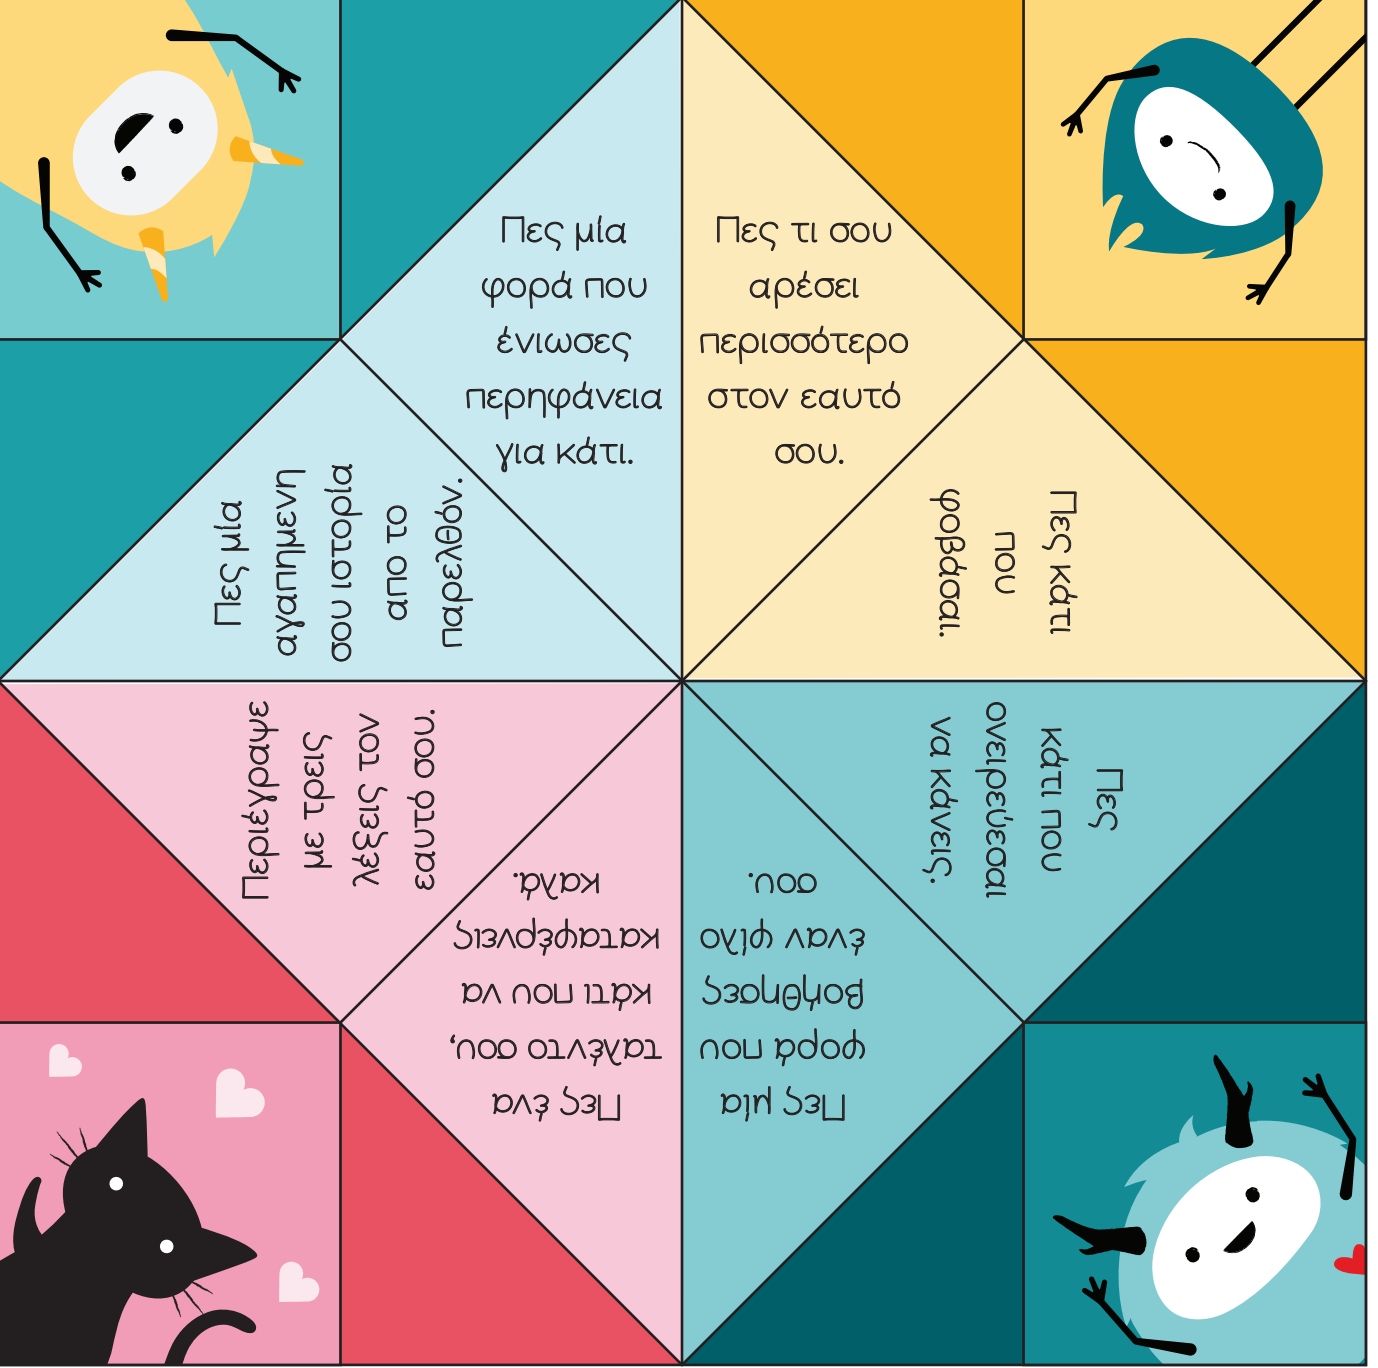 Πες μία
φορά που
ένιωσες
περηφάνεια
για κάτι.
Πες τι σου
αρέσει
περισσότερο
στον εαυτό
σου.
Πες κάτι
που
φοβάσαι.
Πες
κάτι που
ονειρεύεσαι
να κάνεις.
Πες μία
φορά που
βοήθησες
έναν φίλο
σου.
Πες ένα
ταλέντο σου,
κάτι που να
καταφέρνεις
καλά.
Περιέγραψε
με τρεις
λέξεις τον
εαυτό σου.
Πες μία
αγαπημενη
σου ιστορία
απο το
παρελθόν.